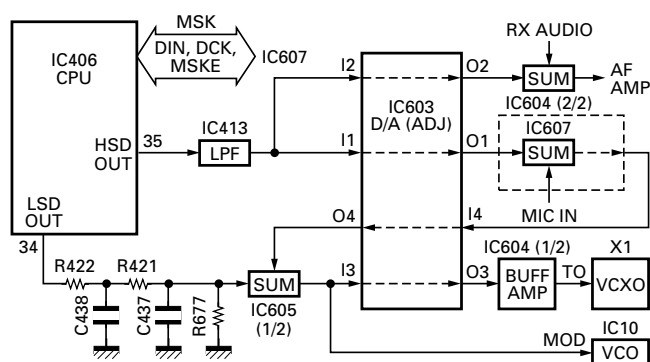 MSK
DIN, DCK,
MSKE
IC607
IC406
CPU
HSD
OUT
35
IC413
LPF
LSD
OUT
34
R422
R421
C438
C437
R677
SUM
IC605
(1/2)
I2
I1
O4
I3
IC603
D/A (ADJ)
O2
O1
I4
O3
RX AUDIO
SUM
AF
AMP
IC604 (2/2)
IC607
SUM
MIC IN
IC604 (1/2)
BUFF
AMP
TO
X1
VCXO
MOD
IC10
VCO